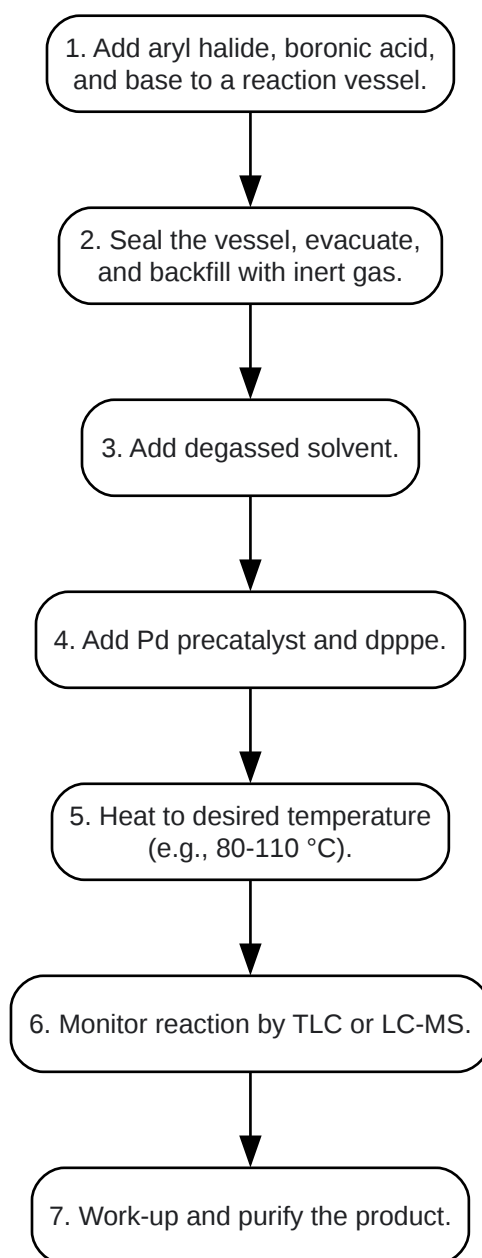 1. Add aryl halide, boronic acid,
and base to a reaction vessel.
2. Seal the vessel, evacuate,
and backfill with inert gas.
3. Add degassed solvent.
4. Add Pd precatalyst and dpppe.
5. Heat to desired temperature
(e.g., 80-110 °C).
6. Monitor reaction by TLC or LC-MS.
7. Work-up and purify the product.